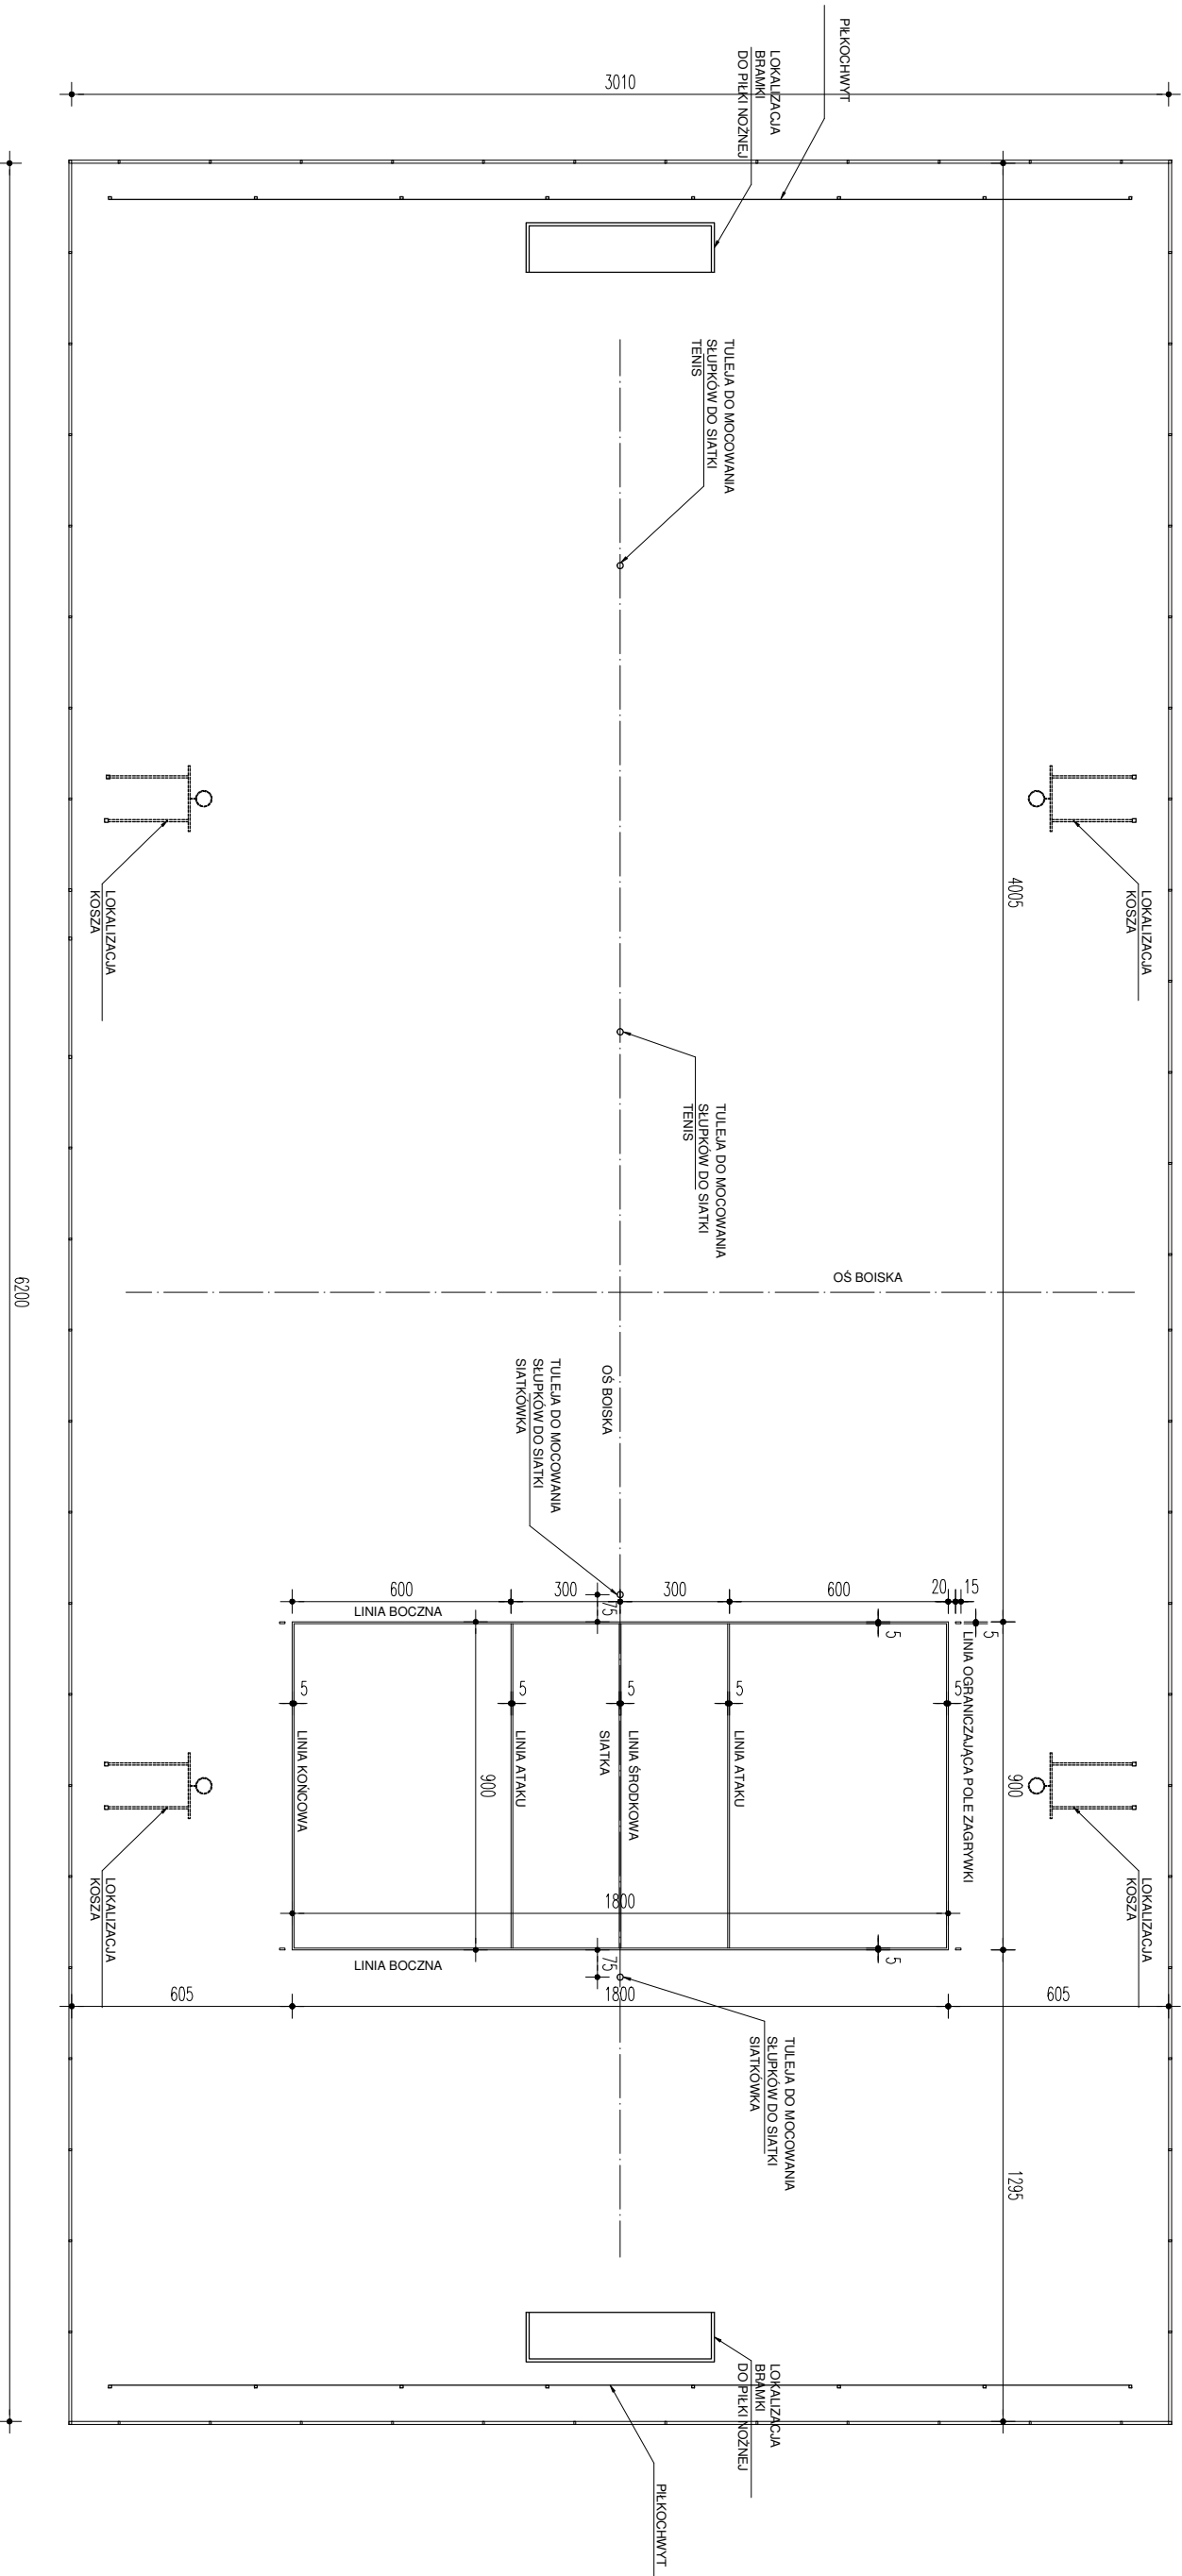 PIŁKOCHWYT
LOKALIZACJA
BRAMKI
DO PIŁKI NOŻNEJ
3010
TULEJA DO MOCOWANIA
SŁUPKÓW DO SIATKI
TENIS
LOKALIZACJA
KOSZA
4005
LOKALIZACJA
KOSZA
TULEJA DO MOCOWANIA
SŁUPKÓW DO SIATKI
TENIS
OŚ BOISKA
6200
OŚ BOISKA
TULEJA DO MOCOWANIA
SŁUPKÓW DO SIATKI
SIATKÓWKA
600
300
75
300
600
20
15
LINIA BOCZNA
5
5
LINIA OGRANICZAJĄCA POLE ZAGRYWKI
5
5
5
5
5
LINIA KOŃCOWA
LINIA ATAKU
SIATKA
LINIA ŚRODKOWA
LINIA ATAKU
900
900
1800
LOKALIZACJA
KOSZA
LOKALIZACJA
KOSZA
LINIA BOCZNA
75
5
605
1800
605
TULEJA DO MOCOWANIA
SŁUPKÓW DO SIATKI
SIATKÓWKA
1295
LOKALIZACJA
BRAMKI
DO PIŁKI NOŻNEJ
PIŁKOCHWYT